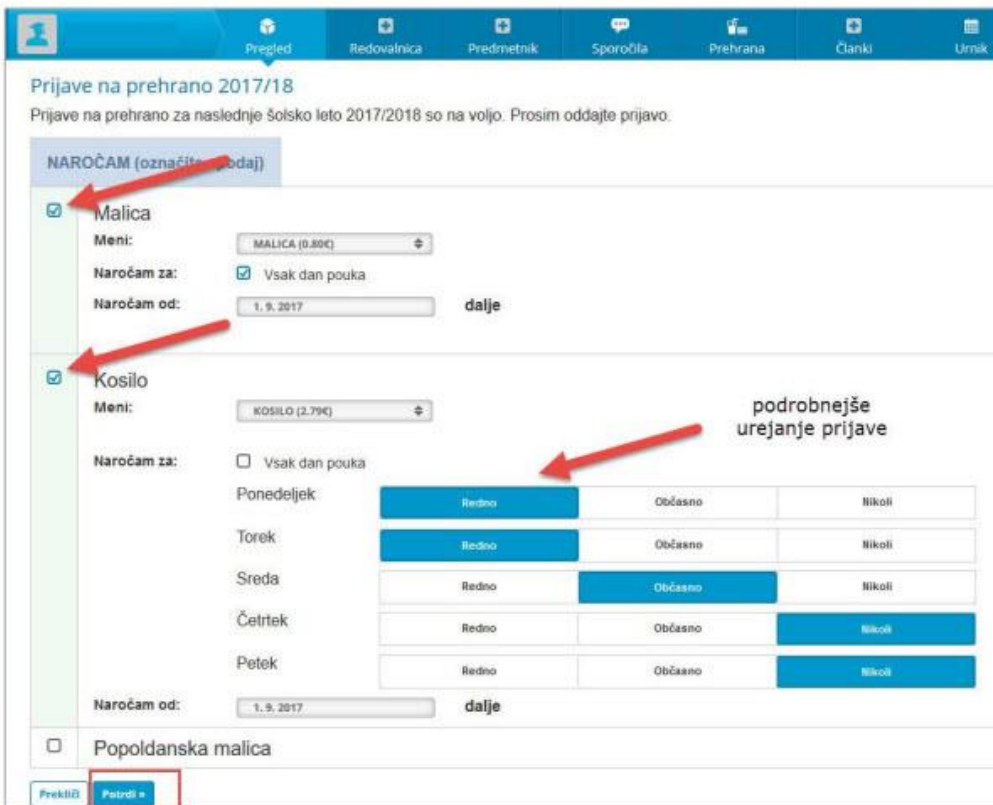 Pregled Redovalnica Predmetnik Sporočila Prehrana Članki Urnik
Prijave na prehrano 2017/18
Prijave na prehrano za naslednje šolsko leto 2017/2018 so na voljo. Prosim oddajte prijavo.
NAROČAM (označite podaj)
Malica
Meni: MALICA (0.80€)
Naročam za: Vsak dan pouka
Naročam od: 1. 9. 2017 dalje
Kosilo
Meni: KOSILO (2.79€)
podrobnejše
urejanje prijave
Naročam za: Vsak dan pouka
Ponedeljek Redno Občasno Nikoli
Torek Redno Občasno Nikoli
Sreda Redno Občasno Nikoli
Četrtek Redno Občasno Nikoli
Petek Redno Občasno Nikoli
Naročam od: 1. 9. 2017 dalje
Popoldanska malica
Prekliči Potrdi »